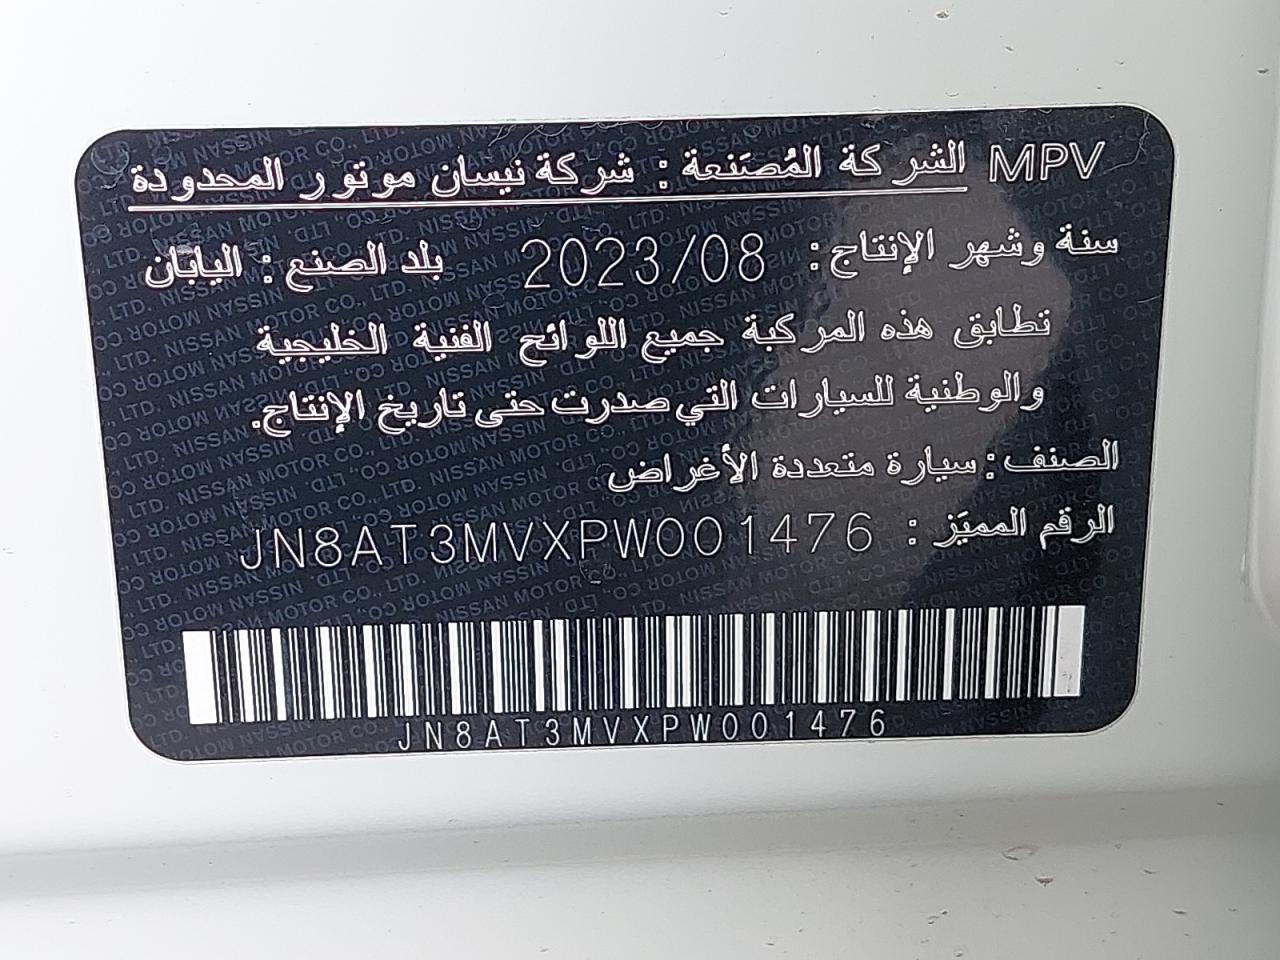 MPV الشركة المُصَنعة : شركة نيسان موتور المحدودة
سنة وشهر الإنتاج: 2023/08 بلد الصنع : اليابان
تطابق هذه المركبة جميع اللوائح الفنية الخليجية
والوطنية للسيارات التي صدرت حتى تاريخ الإنتاج.
الصنف : سيارة متعددة الأغراض
الرقم المميَز : JN8AT3MVXPW001476
JN8AT3MVXPW001476